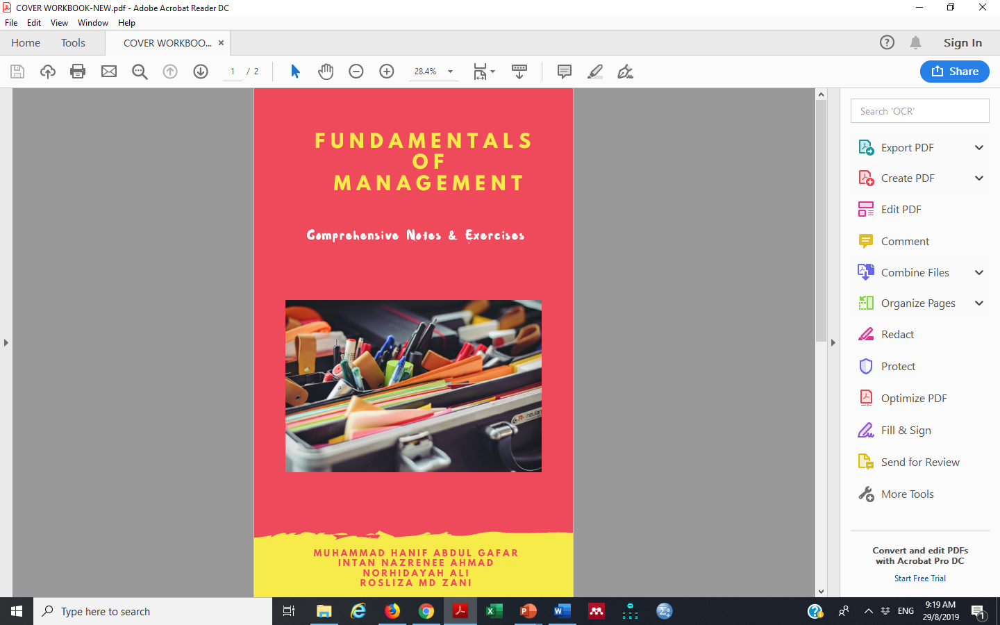 COVER WORKBOOK-NEW.pdf - Adobe Acrobat Reader DC
File Edit View Window Help
Home Tools COVER WORKBOO... ×
Sign In
1 / 2 28.4%
Share
FUNDAMENTALS
OF
MANAGEMENT
Comprehensive Notes & Exercises
MUHAMMAD HANIF ABDUL GAFAR
INTAN NAZRENEE AHMAD
NORHIDAYAH ALI
ROSLIZA MD ZANI
Search 'OCR'
Export PDF
Create PDF
Edit PDF
Comment
Combine Files
Organize Pages
Redact
Protect
Optimize PDF
Fill & Sign
Send for Review
More Tools
Convert and edit PDFs
with Acrobat Pro DC
Start Free Trial
Type here to search
ENG
9:19 AM
29/8/2019
1